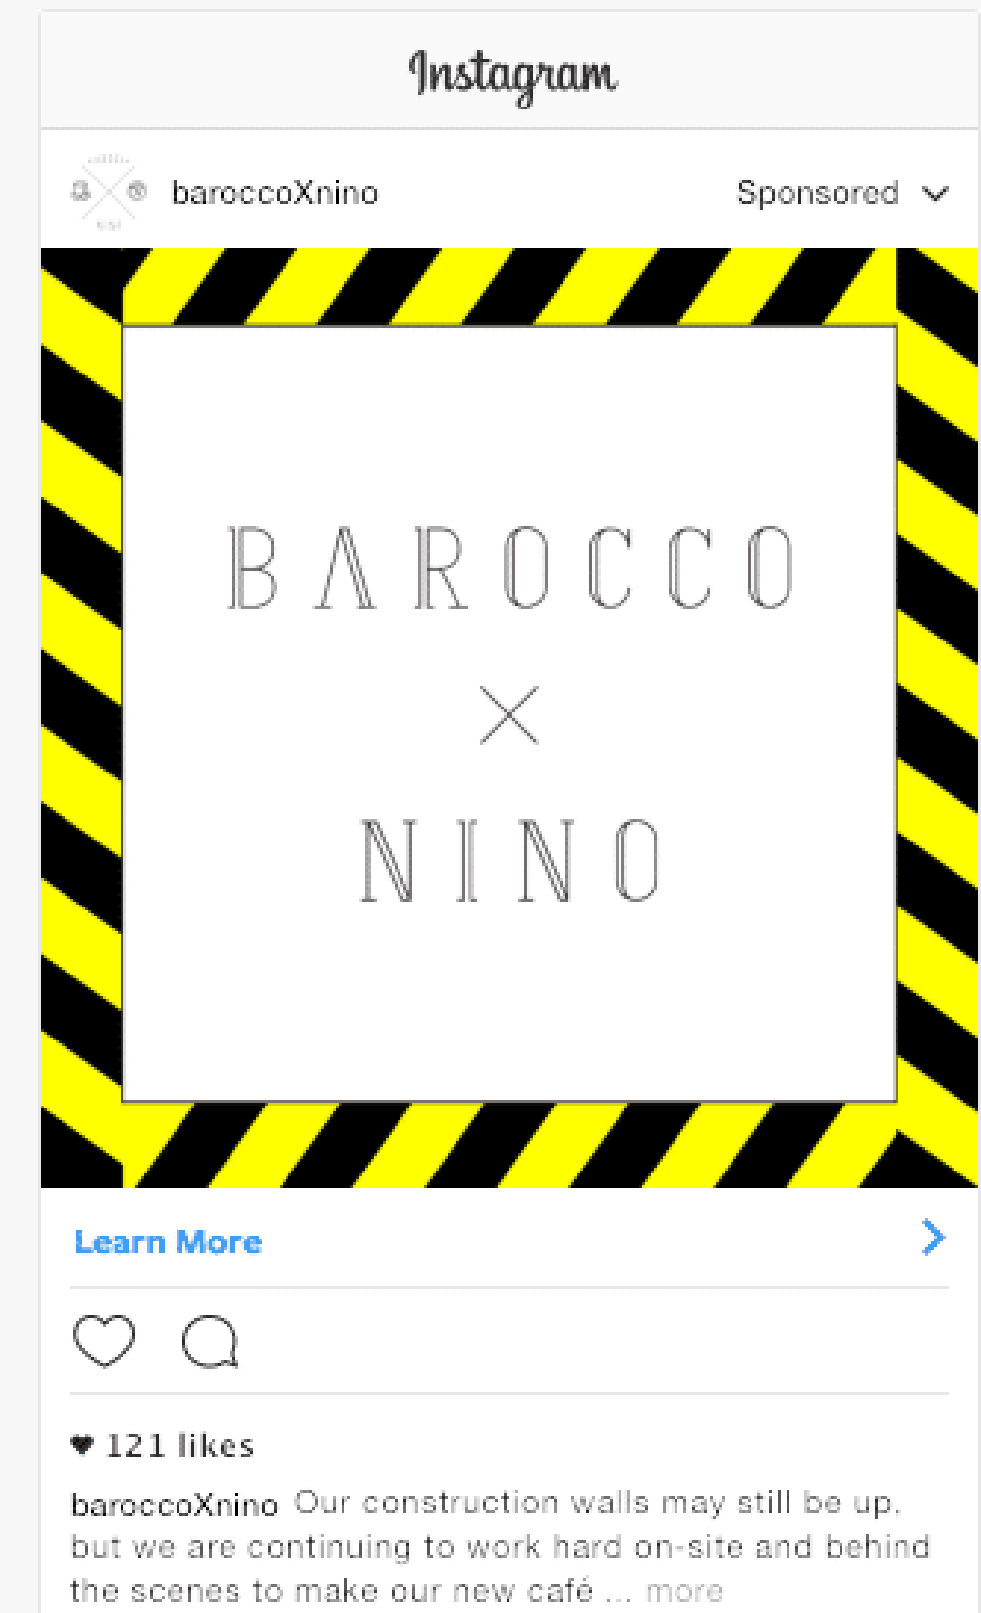 Instagram
baroccoXnino
Sponsored
BAROCCO
X
NINO
Learn More
121 likes
baroccoXnino Our construction walls may still be up,
but we are continuing to work hard on-site and behind
the scenes to make our new café ... more